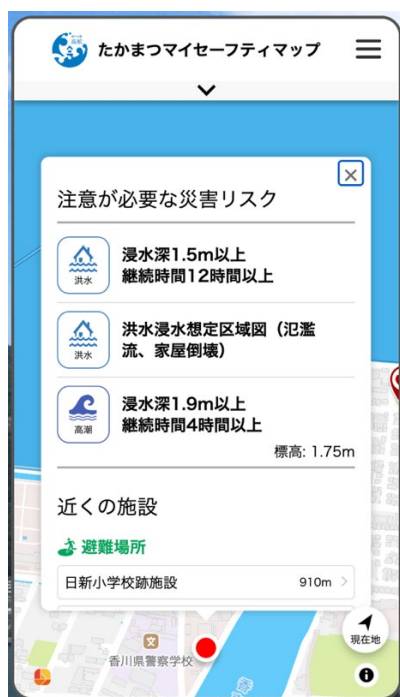 たかまつマイセーフティマップ
注意が必要な災害リスク
洪水
浸水深1.5m以上
継続時間12時間以上
洪水
洪水浸水想定区域図（氾濫
流、家屋倒壊）
高潮
浸水深1.9m以上
継続時間4時間以上
標高: 1.75m
近くの施設
避難場所
日新小学校跡施設 910m
香川県警察学校
現在地